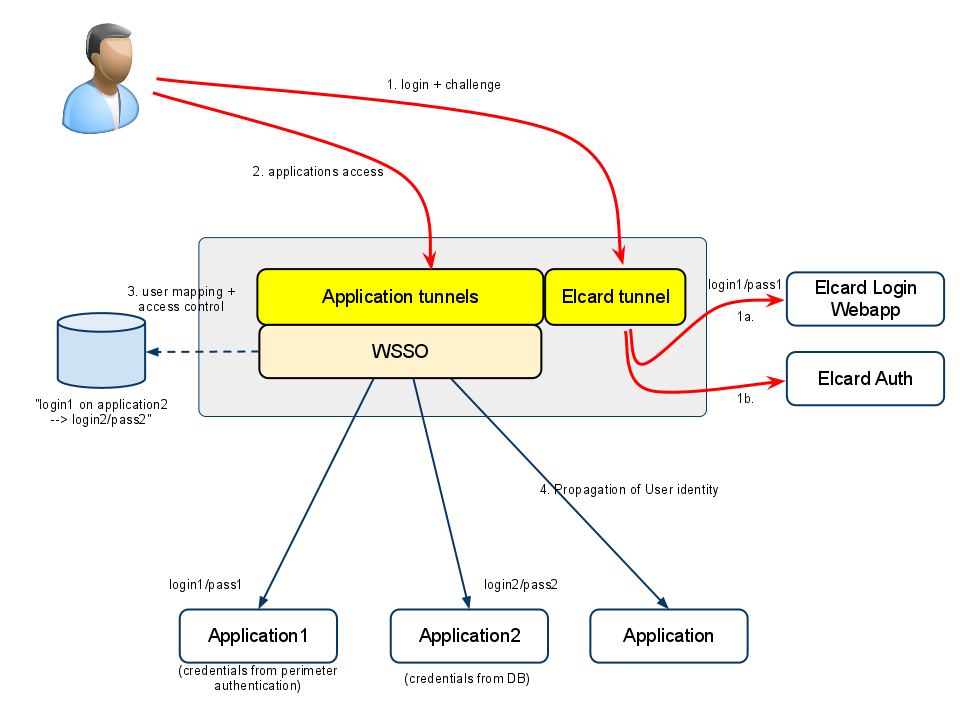 1. login + challenge
2. applications access
3. user mapping +
access control
Application tunnels
Elcard tunnel
login1/pass1
1a.
Elcard Login
Webapp
WSSO
Elcard Auth
1b.
"login1 on application2
--> login2/pass2"
4. Propagation of User identity
login1/pass1
login2/pass2
Application1
Application2
Application
(credentials from perimeter
authentication)
(credentials from DB)